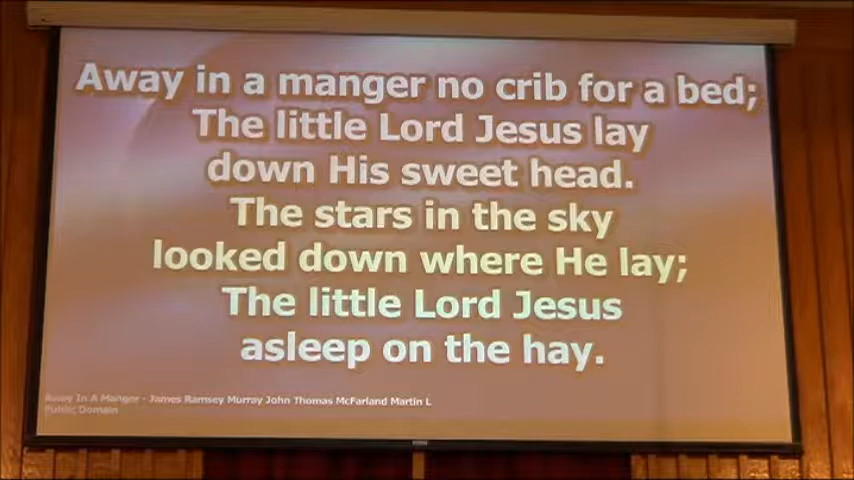 Away in a manger no crib for a bed;
The little Lord Jesus lay
down His sweet head.
The stars in the sky
looked down where He lay;
The little Lord Jesus
asleep on the hay.
Away In A Manger - James Ramsey Murray John Thomas McFarland Martin L
Public Domain